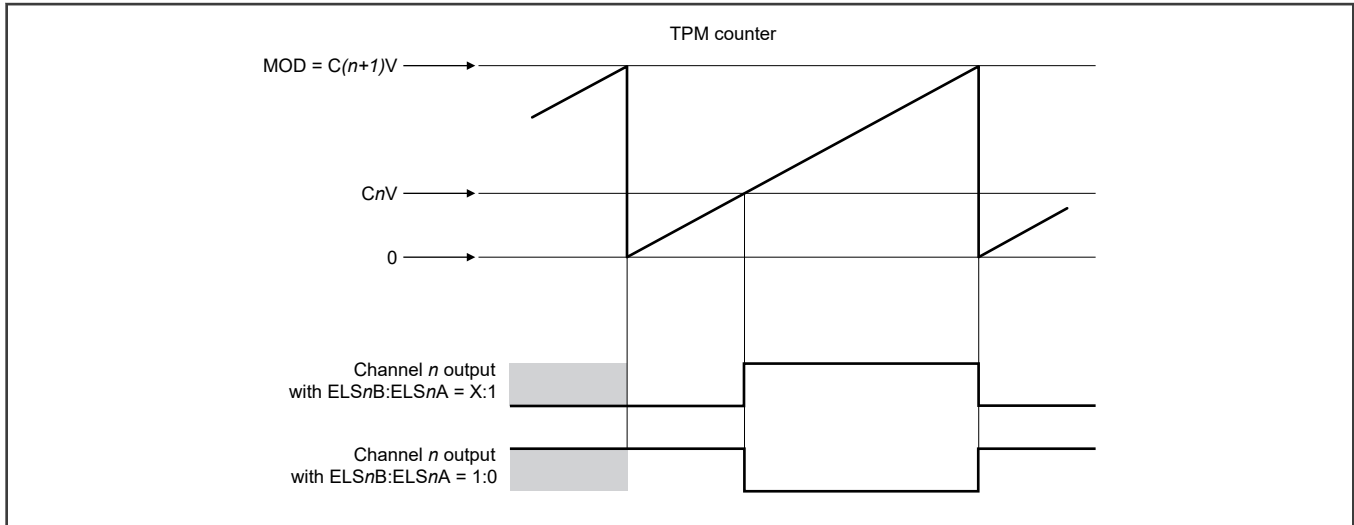 TPM counter
MOD = C(n+1)V
CnV
0
Channel n output
with ELSnB:ELSnA = X:1
Channel n output
with ELSnB:ELSnA = 1:0